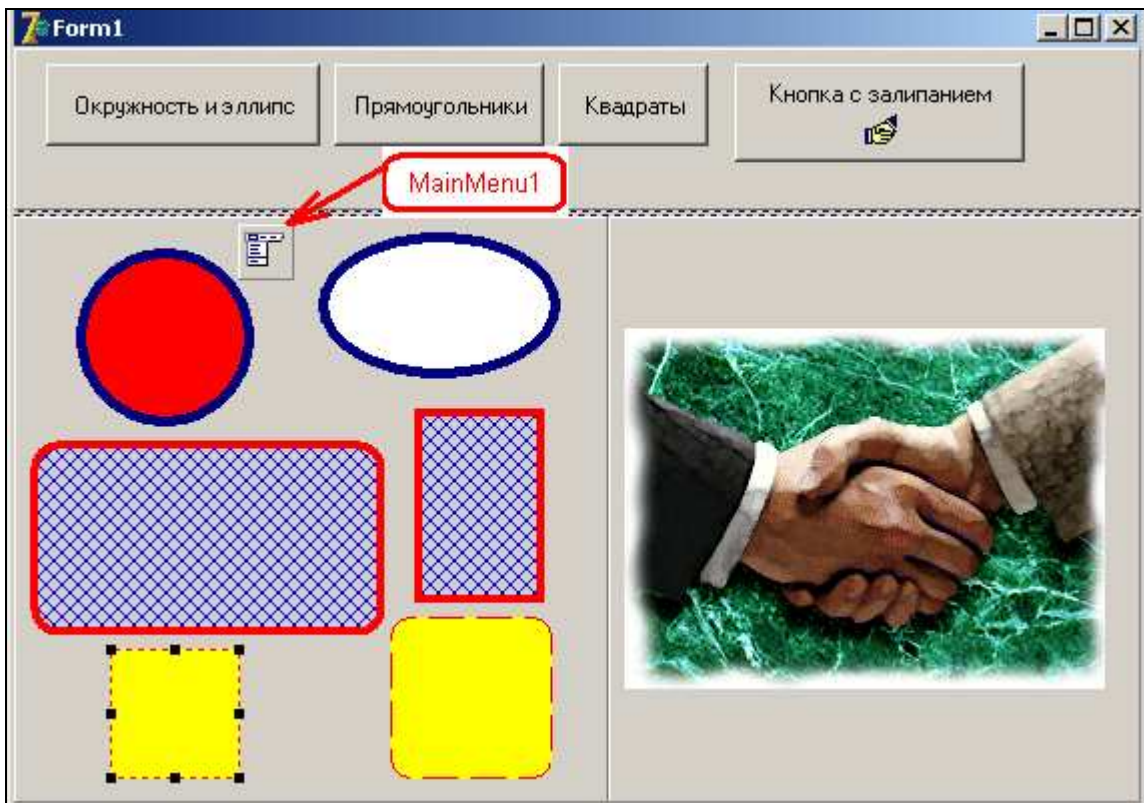 Form1
Окружность и эллипс
Прямоугольники
Квадраты
Кнопка с залипанием
MainMenu1